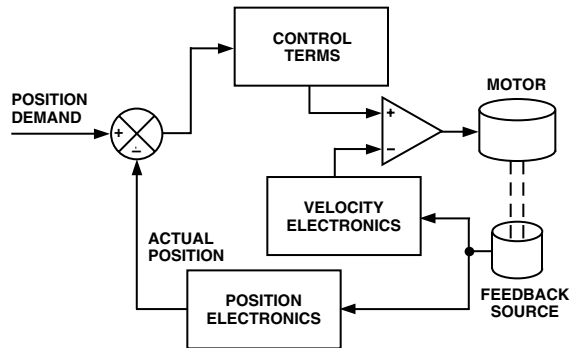 CONTROL
TERMS
POSITION
DEMAND
+
-
+
−
MOTOR
VELOCITY
ELECTRONICS
ACTUAL
POSITION
POSITION
ELECTRONICS
FEEDBACK
SOURCE